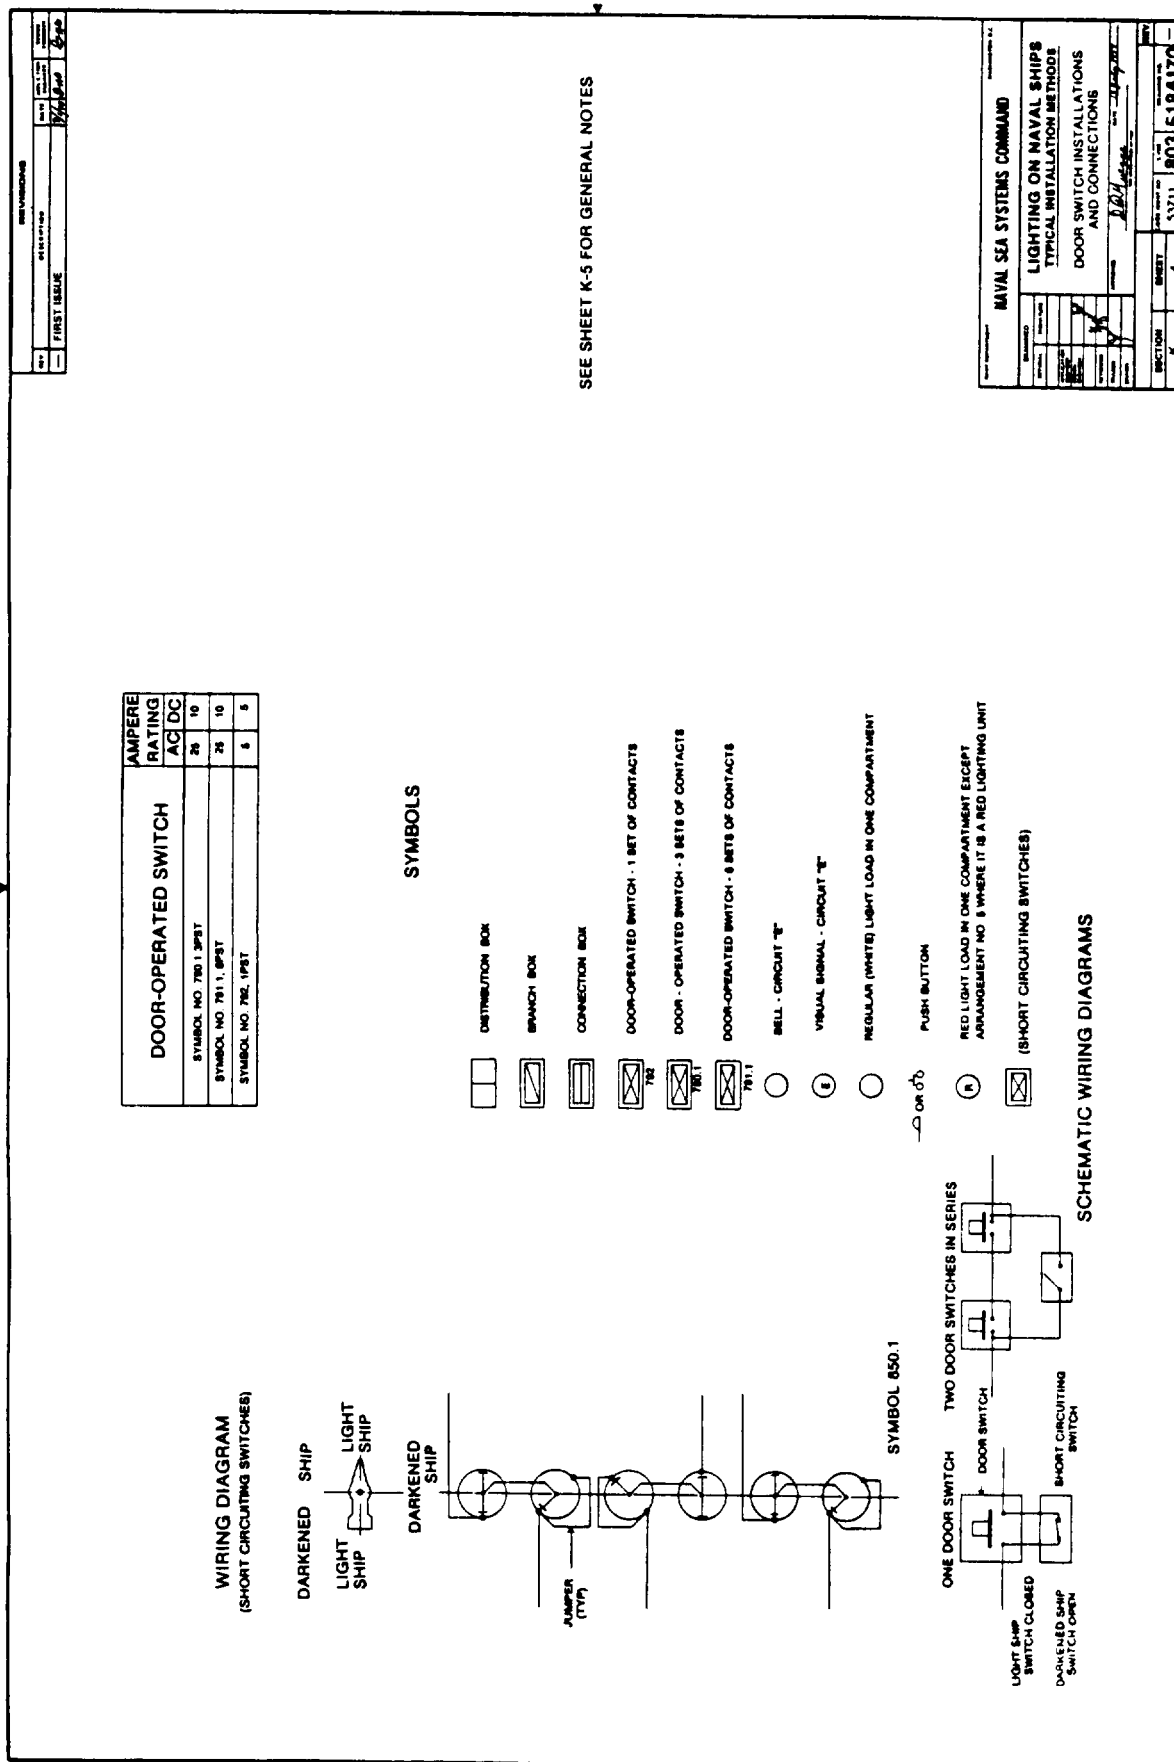 REVISIONS
REV DESCRIPTION DATE
— FIRST ISSUE
DOOR-OPERATED SWITCH
AMPERE
RATING
AC DC
SYMBOL NO. 780.1 3PST 25 10
SYMBOL NO 781 1, 6PST 25 10
SYMBOL NO. 782, 1PST 5 5
WIRING DIAGRAM
(SHORT CIRCUITING SWITCHES)
DARKENED SHIP
LIGHT
SHIP
LIGHT
SHIP
DARKENED
SHIP
JUMPER
(TYP)
SYMBOL 850.1
SYMBOLS
DISTRIBUTION BOX
BRANCH BOX
CONNECTION BOX
782
DOOR-OPERATED SWITCH - 1 SET OF CONTACTS
780.1
DOOR - OPERATED SWITCH - 3 SETS OF CONTACTS
781.1
DOOR-OPERATED SWITCH - 6 SETS OF CONTACTS
BELL - CIRCUIT "E"
E
VISUAL SIGNAL - CIRCUIT "E"
REGULAR (WHITE) LIGHT LOAD IN ONE COMPARTMENT
OR
PUSH BUTTON
R
RED LIGHT LOAD IN ONE COMPARTMENT EXCEPT
ARRANGEMENT NO 5 WHERE IT IS A RED LIGHTING UNIT
(SHORT CIRCUITING SWITCHES)
SEE SHEET K-5 FOR GENERAL NOTES
ONE DOOR SWITCH
TWO DOOR SWITCHES IN SERIES
DOOR SWITCH
LIGHT SHIP
SWITCH CLOSED
DARKENED SHIP
SWITCH OPEN
SHORT CIRCUITING
SWITCH
SCHEMATIC WIRING DIAGRAMS
NAVAL SEA SYSTEMS COMMAND
LIGHTING ON NAVAL SHIPS
TYPICAL INSTALLATION METHODS
DOOR SWITCH INSTALLATIONS
AND CONNECTIONS
APPROVED DATE
SECTION SHEET
REV